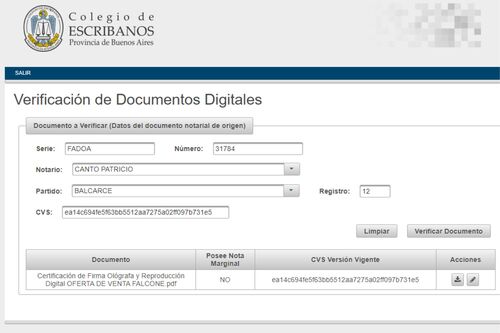 Colegio de
ESCRIBANOS
Provincia de Buenos Aires
SALIR
Verificación de Documentos Digitales
Documento a Verificar (Datos del documento notarial de origen)
Serie: FADOA Número: 31784
Notario: CANTO PATRICIO
Partido: BALCARCE Registro: 12
CVS: ea14c694fe5f63bb5512aa7275a02ff097b731e5
Limpiar Verificar Documento
Documento Posee Nota Marginal CVS Versión Vigente Acciones
Certificación de Firma Ológrafa y Reproducción
Digital OFERTA DE VENTA FALCONE.pdf NO ea14c694fe5f63bb5512aa7275a02ff097b731e5